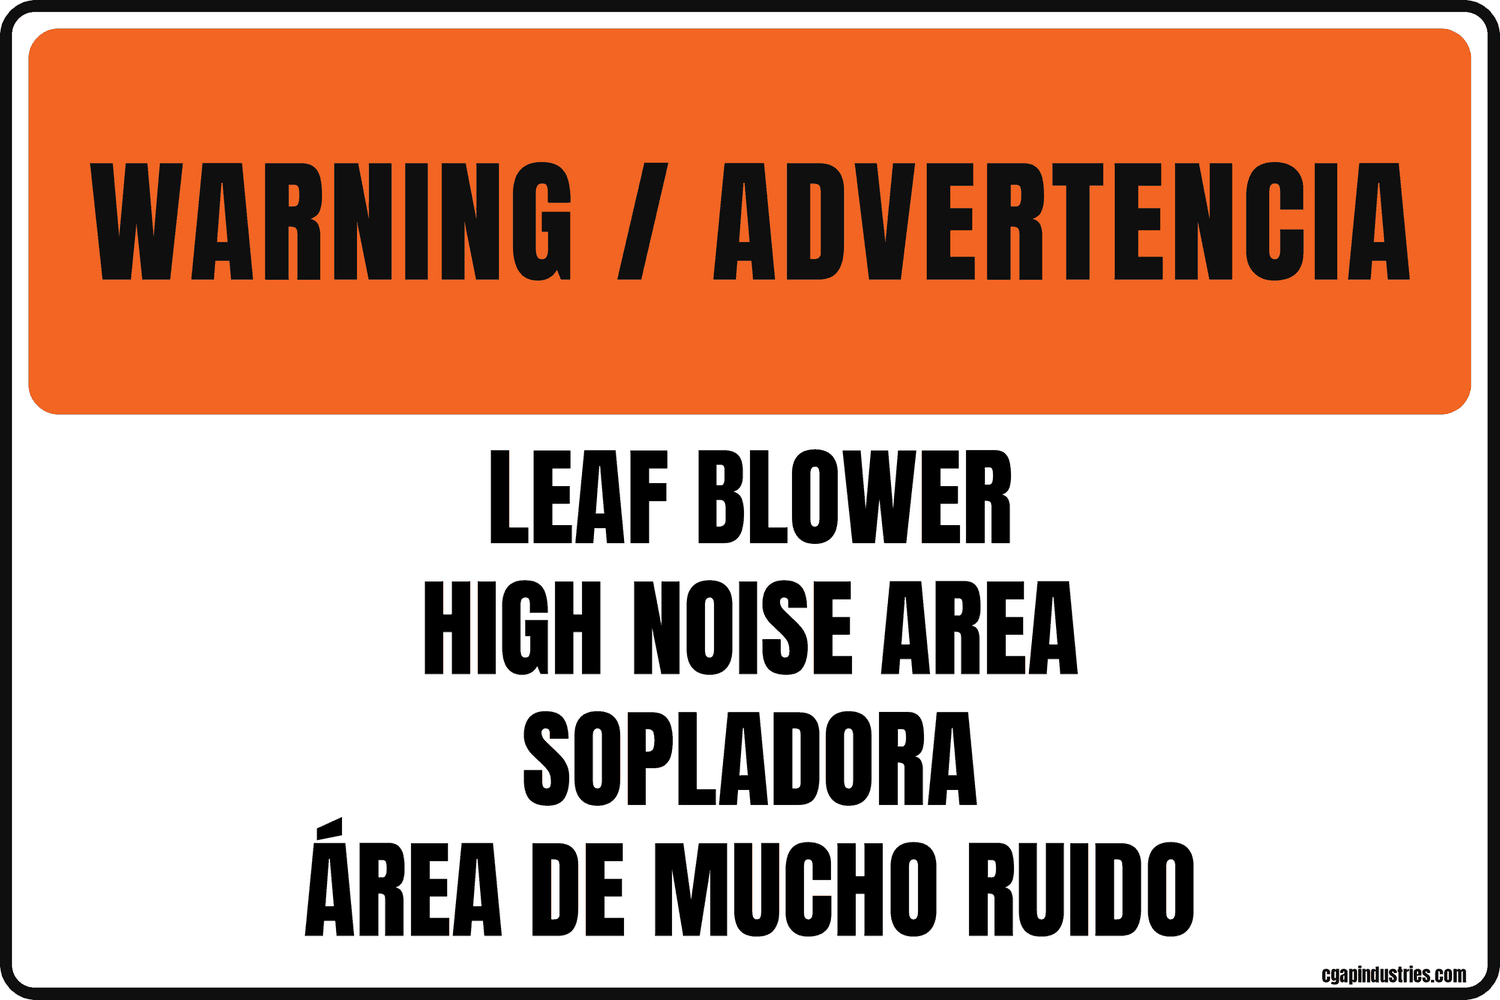 WARNING / ADVERTENCIA
LEAF BLOWER
HIGH NOISE AREA
SOPLADORA
ÁREA DE MUCHO RUIDO
cgapindustries.com